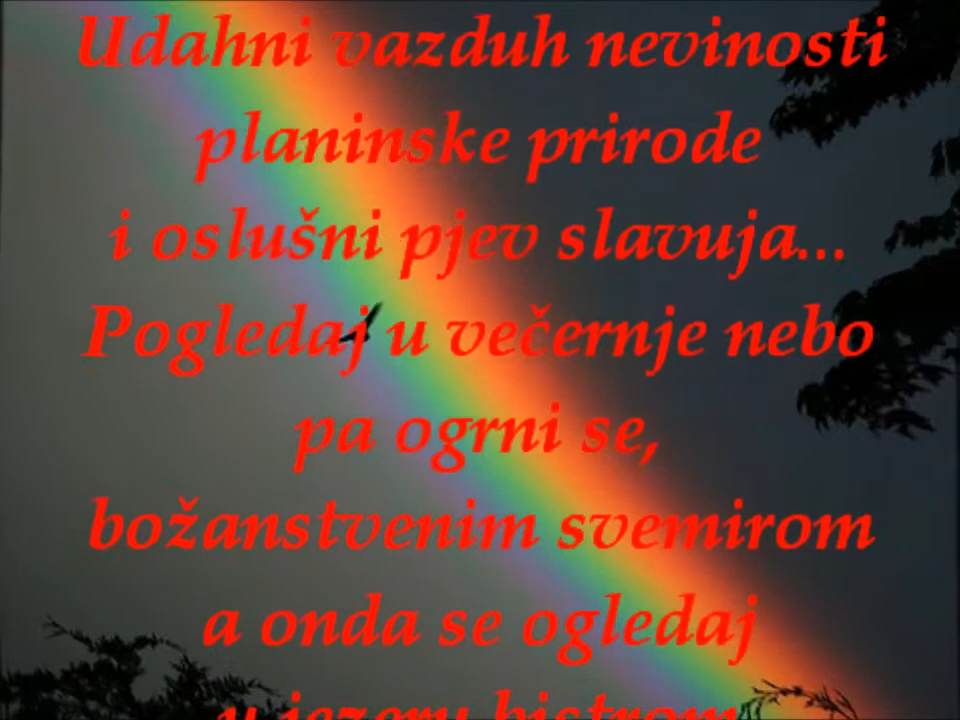 Udahni vazduh nevinosti
planinske prirode
i oslušni pjev slavuja...
Pogledaj u večernje nebo
pa ogrni se,
božanstvenim svemirom
a onda se ogledaj
u jezeru bistrom